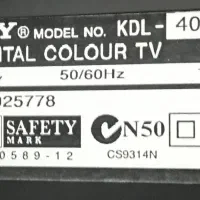 Y® MODEL NO. KDL-40
ITAL COLOUR TV
50/60Hz
025778
SAFETY
MARK
N50
0589-12
CS9314N